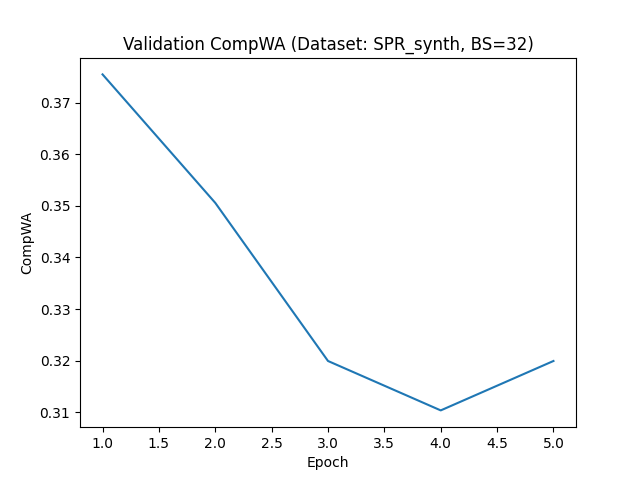 Validation CompWA (Dataset: SPR_synth, BS=32)
0.37
0.36
0.35
0.34
0.33
0.32
0.31
CompWA
1.0 1.5 2.0 2.5 3.0 3.5 4.0 4.5 5.0
Epoch